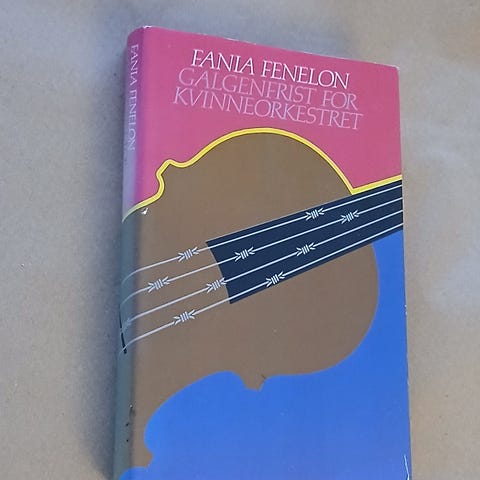 FANIA FENELON
GALGENFRIST FOR
KVINNEORKESTRET
FANIA FENELON